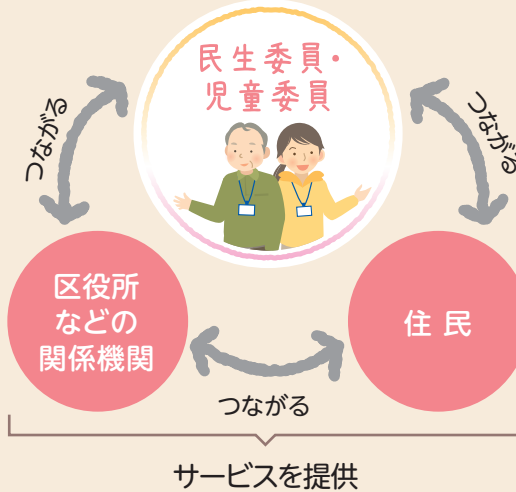 民生委員・
児童委員
つながる
つながる
区役所
などの
関係機関
住民
つながる
サービスを提供